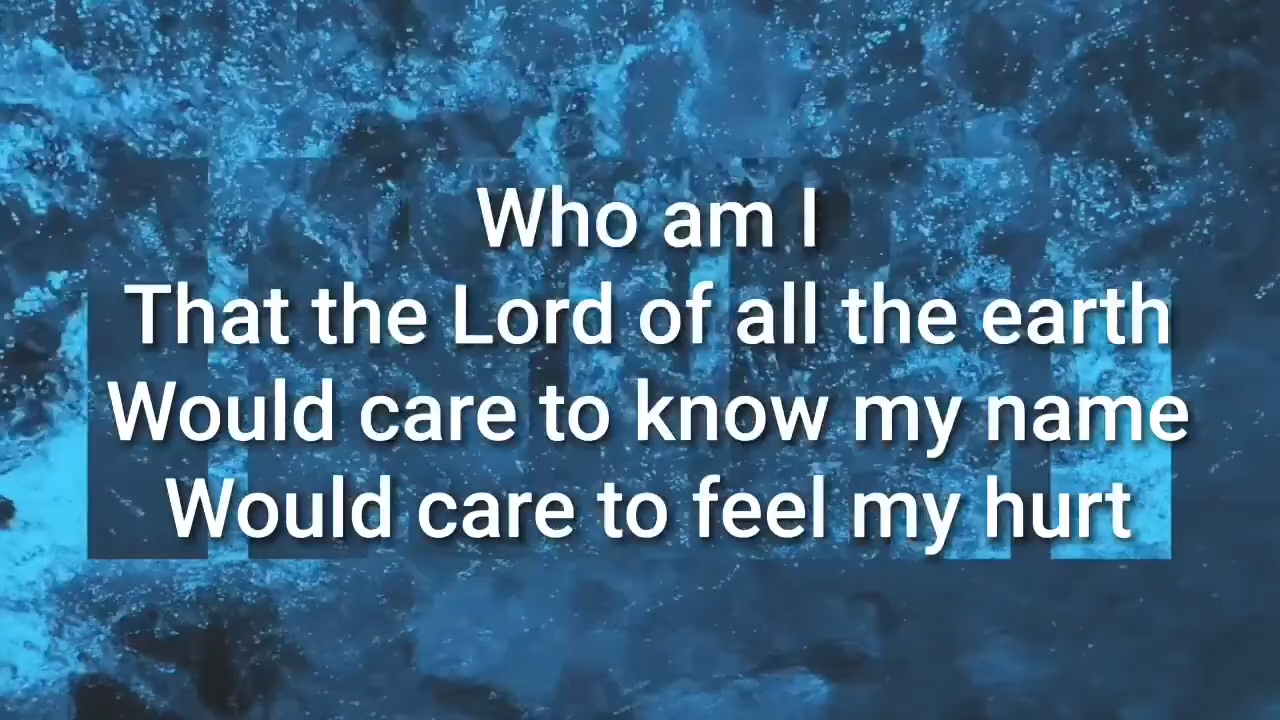 Who am I
That the Lord of all the earth
Would care to know my name
Would care to feel my hurt